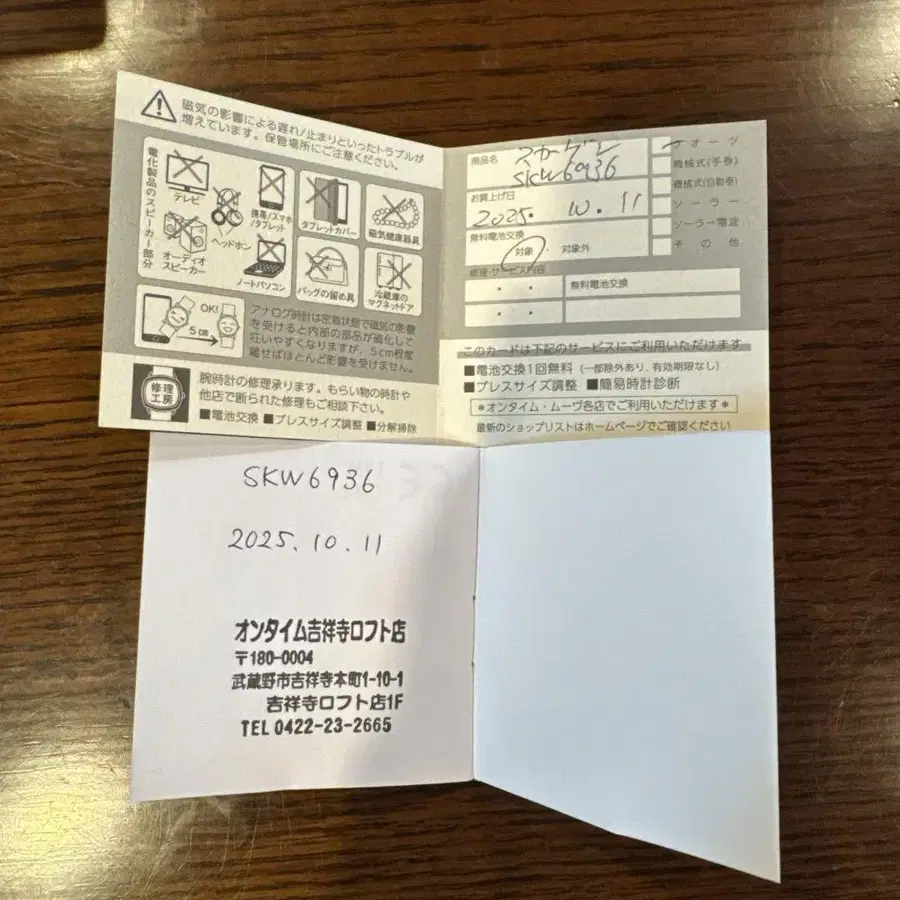 磁気の影響による遅れ/止まりといったトラブルが
増えています。保管場所にご注意ください。
電化製品のスピーカー部分
テレビ
ヘッドホン
携帯/スマホ
/タブレット
オーディオ
スピーカー
ノートパソコン
タブレットカバー
磁気健康器具
バッグの留め具
冷蔵庫の
マグネットドア
OK!
5cm
アナログ時計は密着状態で磁気の影響
を受けると内部の部品が磁化して
狂いやすくなりますが、5cm程度
離せばほとんど影響を受けません。
修理
工房
腕時計の修理承ります。もらい物の時計や
他店で断られた修理もご相談下さい。
■電池交換 ■ブレスサイズ調整 ■分解掃除
商品名 スカーゲン
SKW6936
お買上げ日
2025. 10. 11
無料電池交換
対象 ・ 対象外
クオーツ
機械式(手巻)
機械式(自動巻)
ソーラー
ソーラー電波
その他
修理・サービス内容
・ ・ 無料電池交換
・ ・
このカードは下記のサービスにご利用いただけます
■電池交換1回無料 (一部除外あり、有効期限なし)
■ブレスサイズ調整 ■簡易時計診断
*オンタイム・ムーヴ各店でご利用いただけます*
最新のショップリストはホームページでご確認ください
SKW6936
2025. 10. 11
オンタイム吉祥寺ロフト店
〒180-0004
武蔵野市吉祥寺本町1-10-1
吉祥寺ロフト店1F
TEL 0422-23-2665